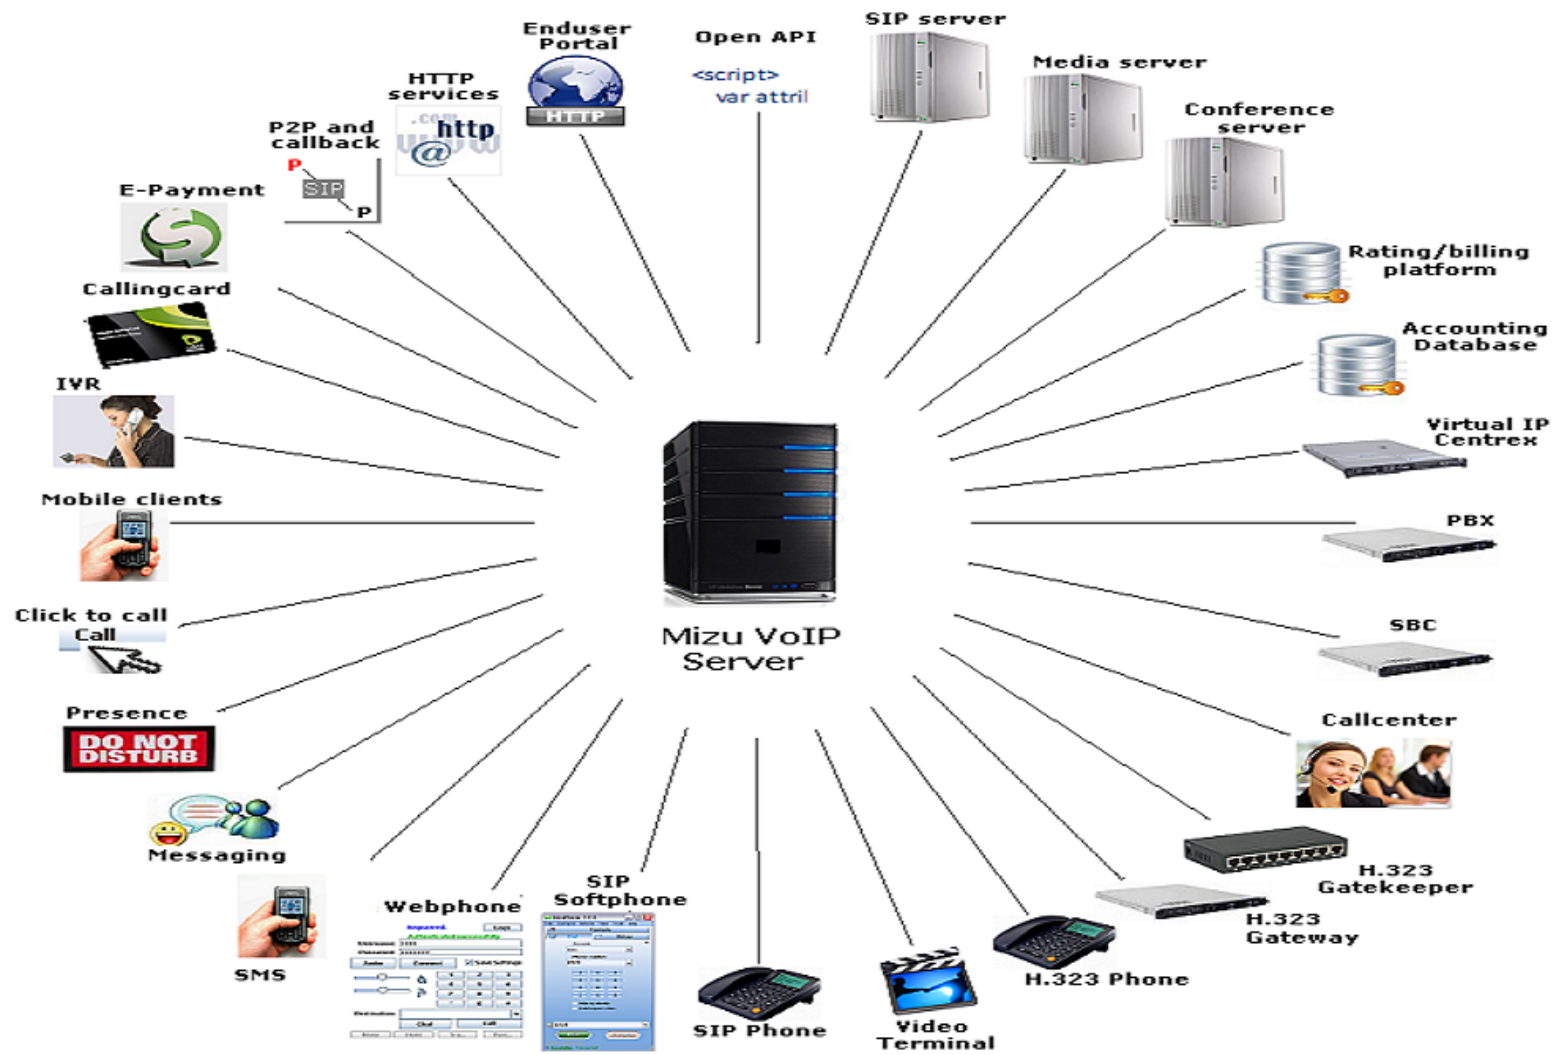 Enduser
Portal
HTTP
Open API
<script>
var attril
SIP server
Media server
Conference
server
Rating/billing
platform
Accounting
Database
Virtual IP
Centrex
PBX
SBC
Callcenter
H.323
Gatekeeper
H.323
Gateway
H.323 Phone
Video
Terminal
SIP Phone
SIP
Softphone
Webphone
SMS
Messaging
Presence
DO NOT
DISTURB
Click to call
Call
Mobile clients
IVR
Callingcard
E-Payment
P2P and
callback
P
SIP
P
HTTP
services
.com
http
@
www
Mizu VoIP
Server